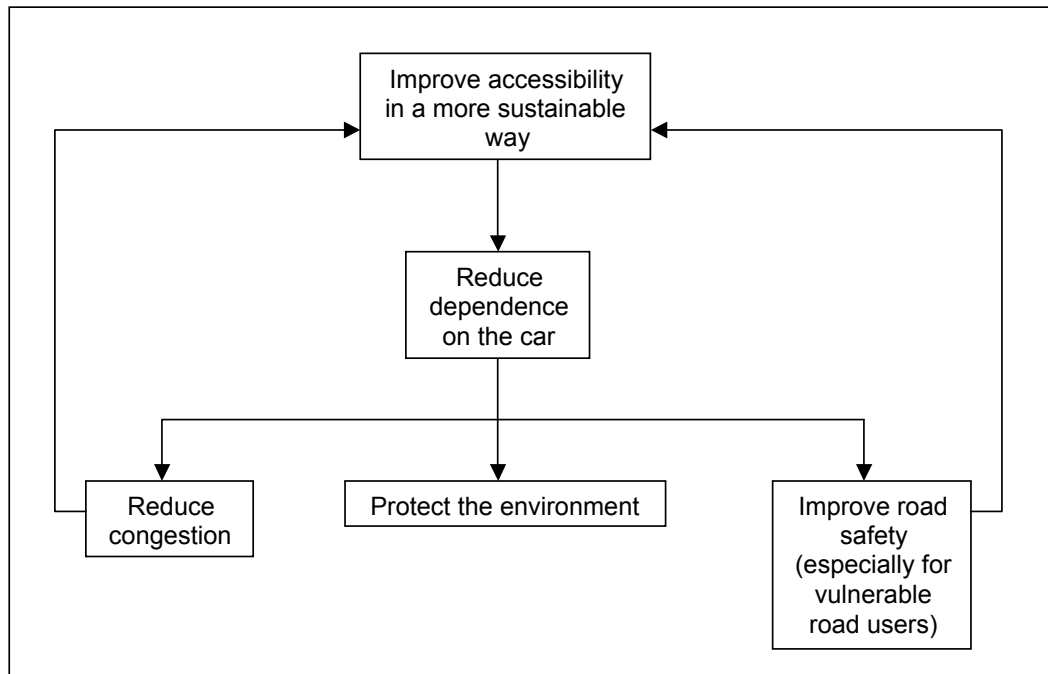 Improve accessibility
in a more sustainable
way
Reduce
dependence
on the car
Reduce
congestion
Protect the environment
Improve road
safety
(especially for
vulnerable
road users)